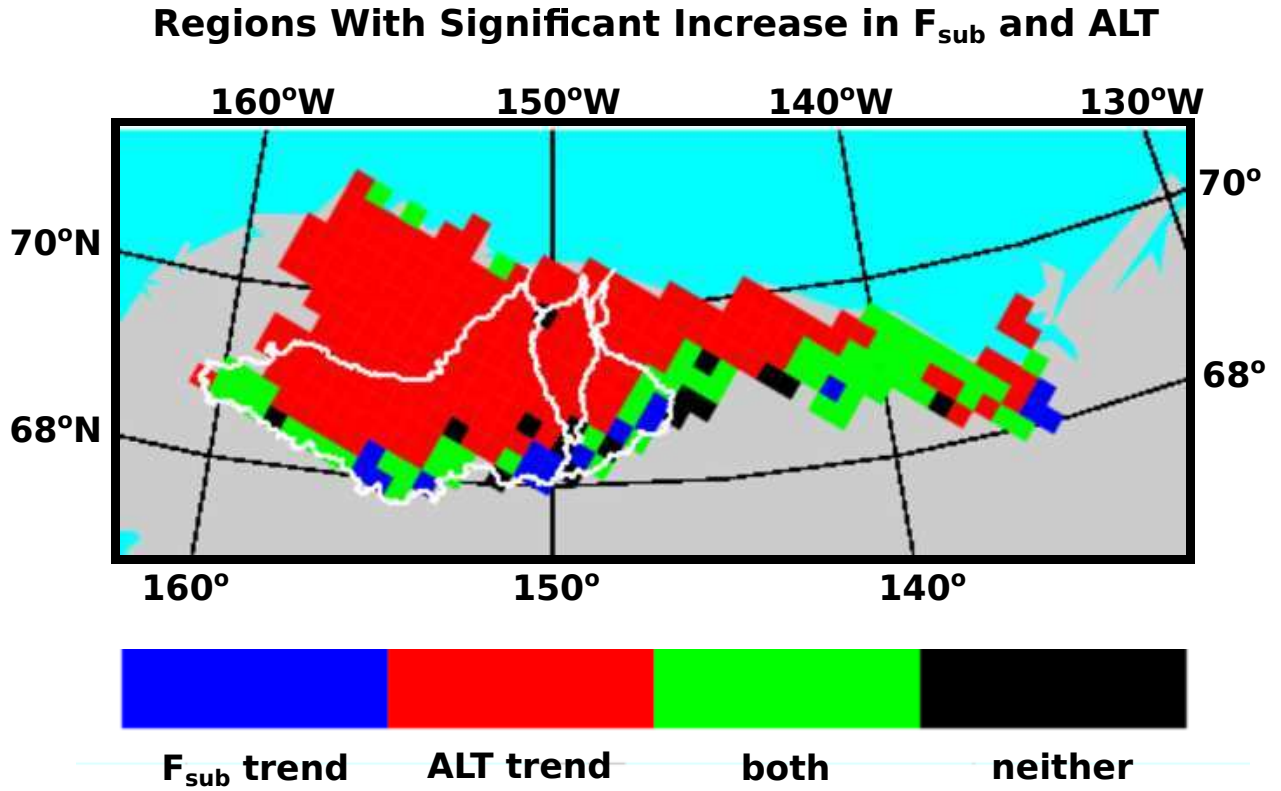 Regions With Significant Increase in Fsub and ALT
160ºW 150ºW 140ºW 130ºW
70º
70ºN
68º
68ºN
160º 150º 140º
Fsub trend ALT trend both neither